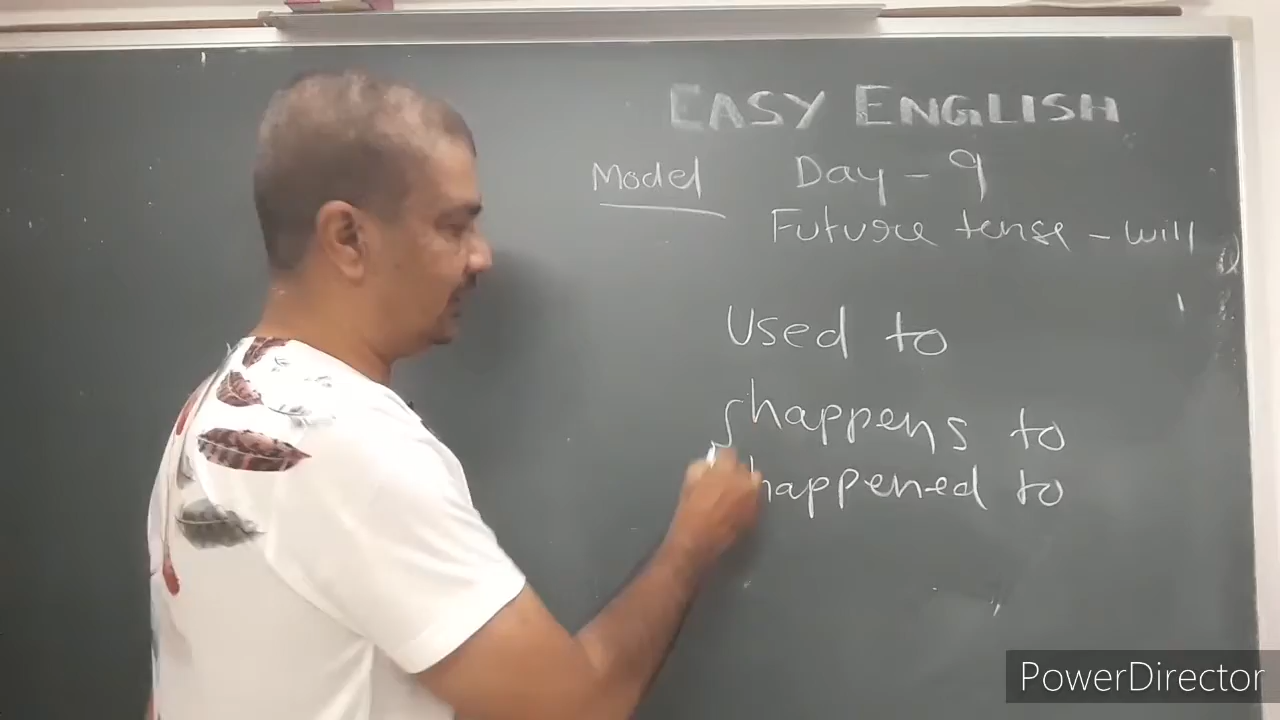 EASY ENGLISH
Model Day - 9
Future tense - will
Used to
happens to
happened to
PowerDirector